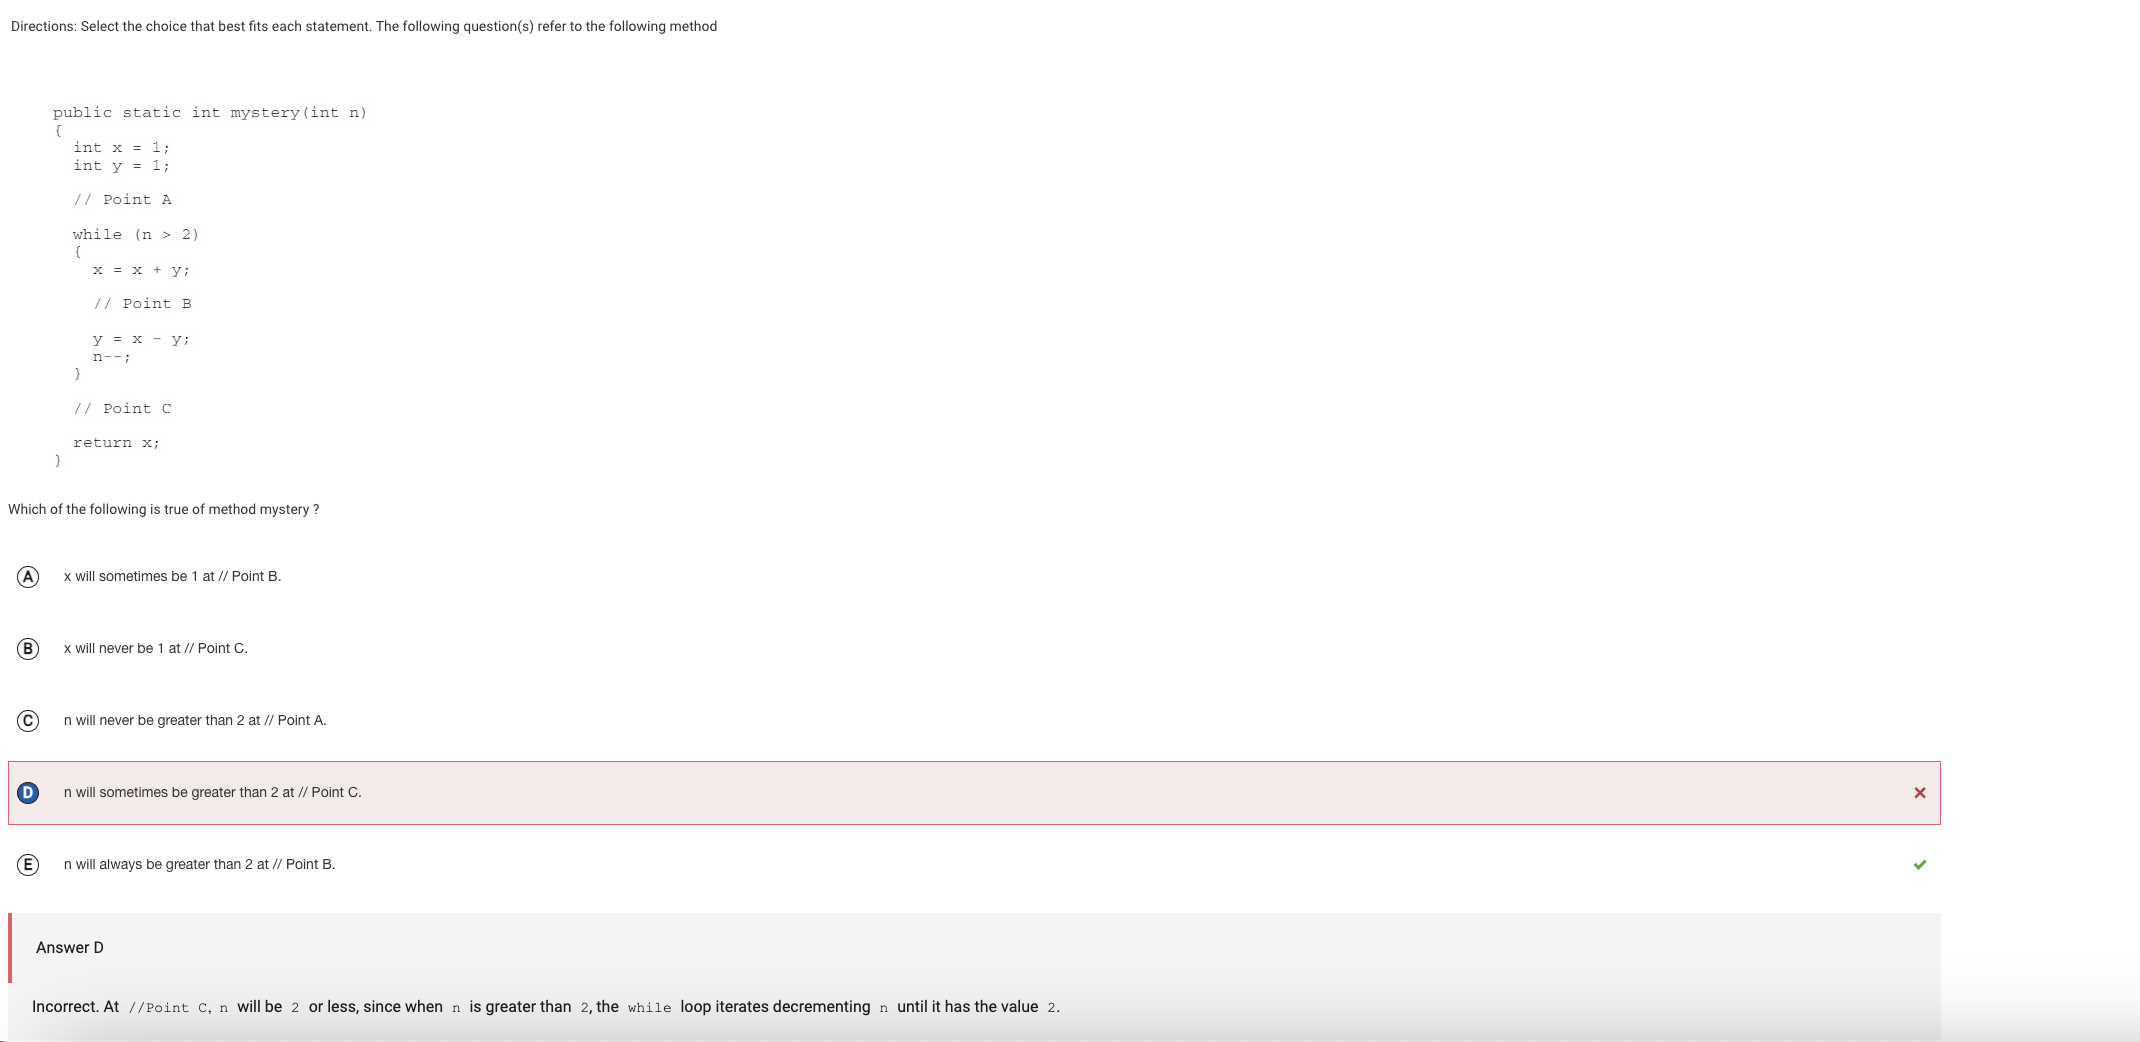 Directions: Select the choice that best fits each statement. The following question(s) refer to the following method
public static int mystery(int n)
{
int x = 1;
int y = 1;
// Point A
while (n > 2)
{
x = x + y;
// Point B
y = x - y;
n--;
}
// Point C
return x;
}
Which of the following is true of method mystery ?
A x will sometimes be 1 at // Point B.
B x will never be 1 at // Point C.
C n will never be greater than 2 at // Point A.
D n will sometimes be greater than 2 at // Point C.
E n will always be greater than 2 at // Point B.
Answer D
Incorrect. At //Point C, n will be 2 or less, since when n is greater than 2, the while loop iterates decrementing n until it has the value 2.